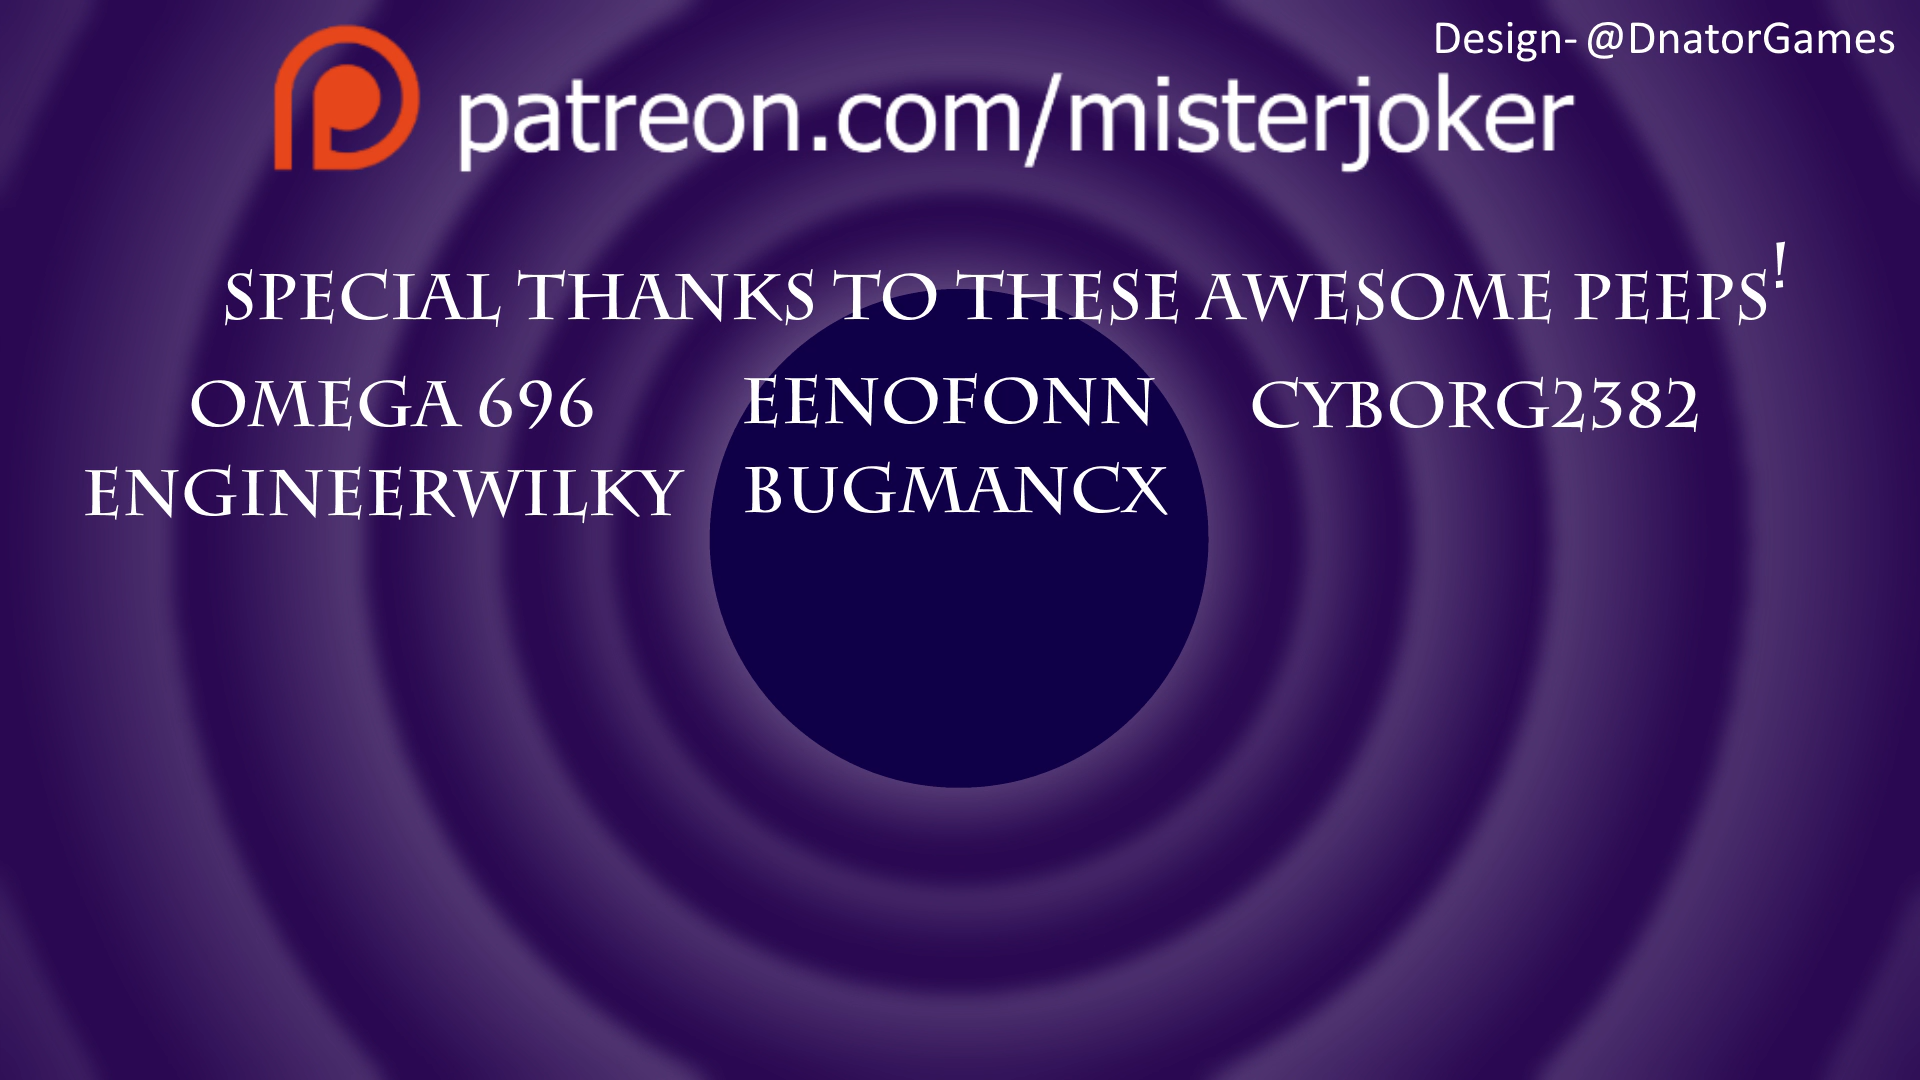 Design- @DnatorGames
patreon.com/misterjoker
SPECIAL THANKS TO THESE AWESOME PEEPS!
OMEGA 696 EENOFONN CYBORG2382
ENGINEERWILKY BUGMANCX